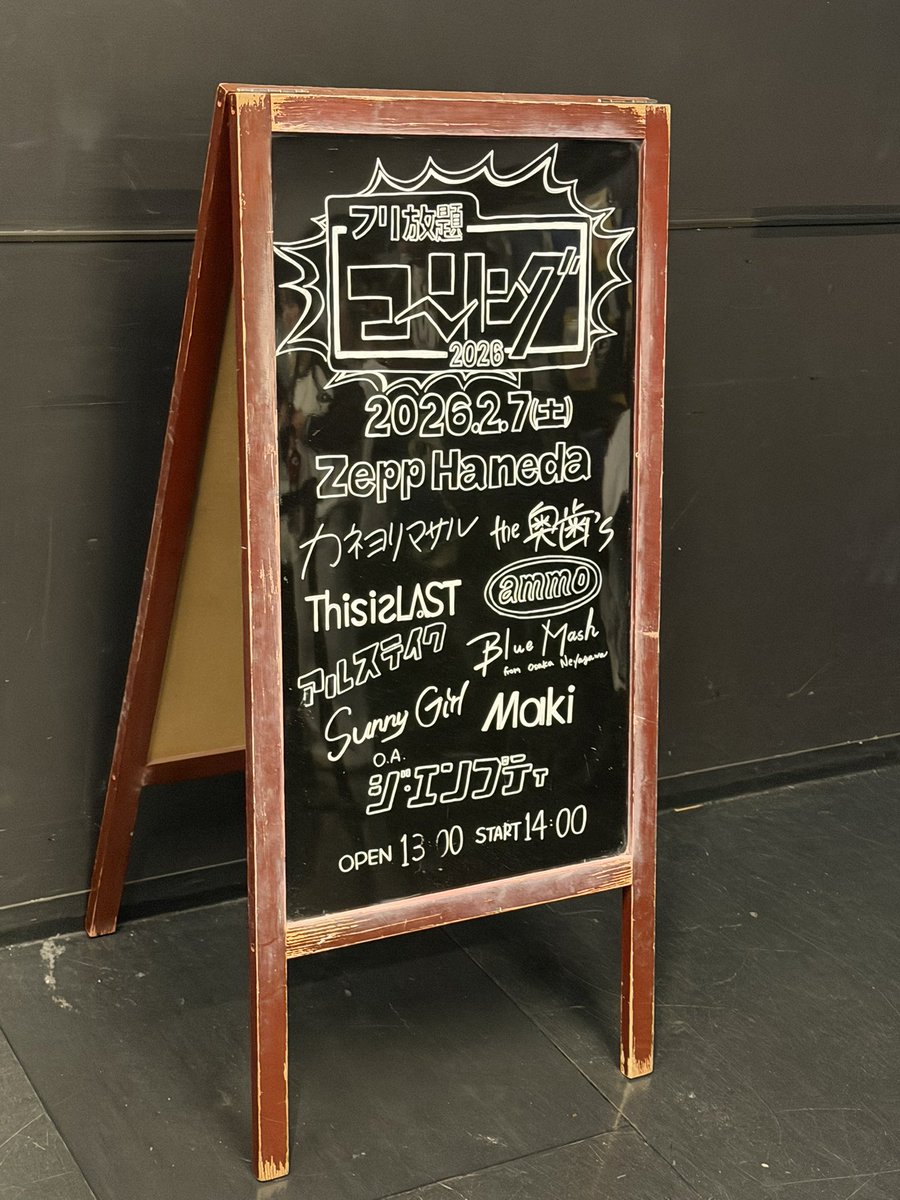 フリ放題
コーリング
2026
2026.2.7(土)
Zepp Haneda
カネヨリマサル the 奥歯's
ThisisLAST ammo
アルステイク Blue Mash
from Osaka Neyagawa
Sunny Girl Maki
O.A.
ジ・エンプティ
OPEN 13:00 START 14:00